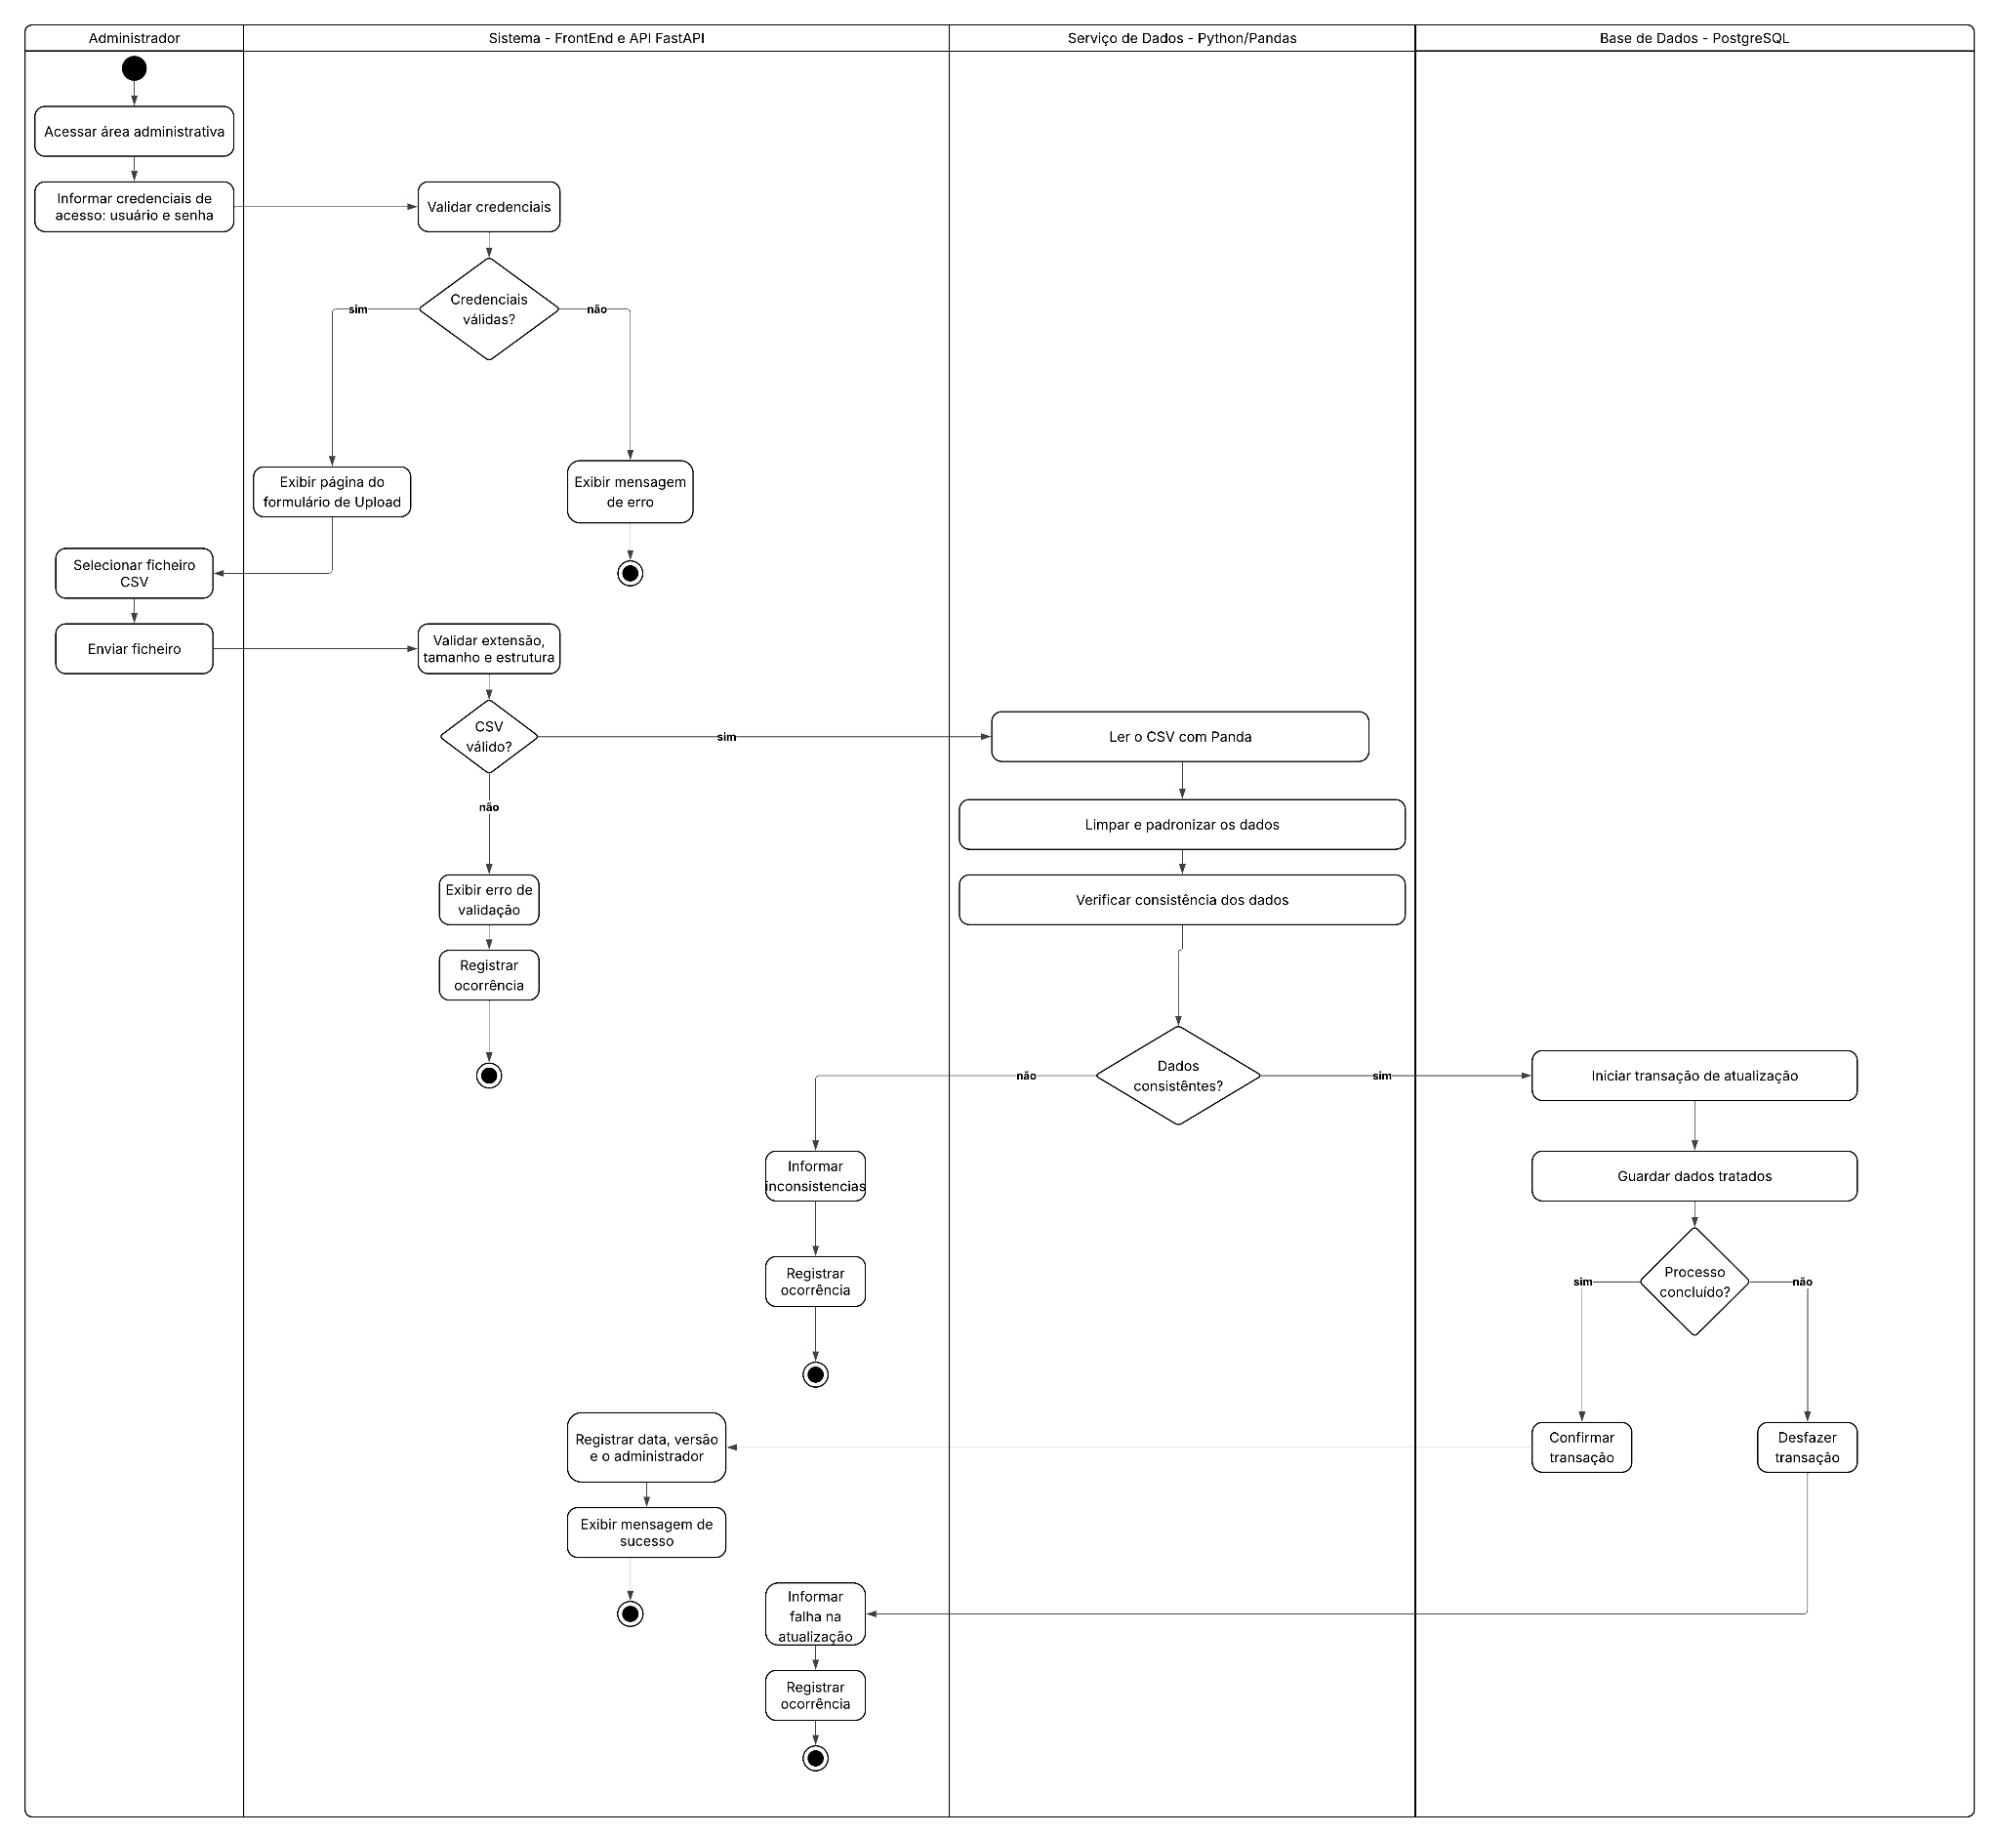 Administrador
Sistema - FrontEnd e API FastAPI
Serviço de Dados - Python/Pandas
Base de Dados - PostgreSQL
Acessar área administrativa
Informar credenciais de
acesso: usuário e senha
Validar credenciais
Credenciais
válidas?
sim
não
Exibir página do
formulário de Upload
Exibir mensagem
de erro
Selecionar ficheiro
CSV
Enviar ficheiro
Validar extensão,
tamanho e estrutura
CSV
válido?
sim
não
Ler o CSV com Panda
Limpar e padronizar os dados
Verificar consistência dos dados
Exibir erro de
validação
Registrar
ocorrência
Dados
consistêntes?
não
sim
Iniciar transação de atualização
Informar
inconsistencias
Guardar dados tratados
Registrar
ocorrência
Processo
concluído?
sim
não
Registrar data, versão
e o administrador
Confirmar
transação
Desfazer
transação
Exibir mensagem de
sucesso
Informar
falha na
atualização
Registrar
ocorrência